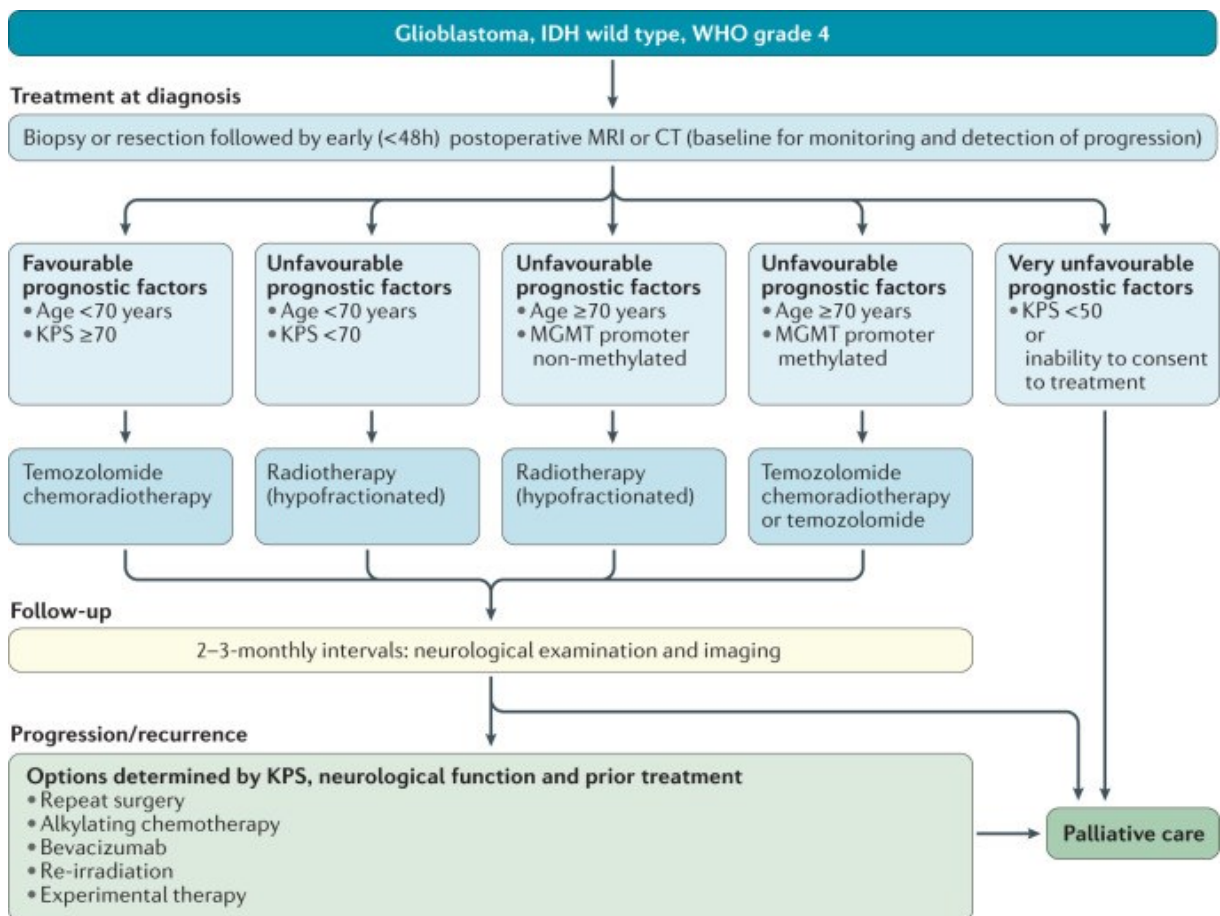 Glioblastoma, IDH wild type, WHO grade 4
Treatment at diagnosis
Biopsy or resection followed by early (<48h) postoperative MRI or CT (baseline for monitoring and detection of progression)
Favourable
prognostic factors
• Age <70 years
• KPS ≥70
Unfavourable
prognostic factors
• Age <70 years
• KPS <70
Unfavourable
prognostic factors
• Age ≥70 years
• MGMT promoter
non-methylated
Unfavourable
prognostic factors
• Age ≥70 years
• MGMT promoter
methylated
Very unfavourable
prognostic factors
• KPS <50
or
inability to consent
to treatment
Temozolomide
chemoradiotherapy
Radiotherapy
(hypofractionated)
Radiotherapy
(hypofractionated)
Temozolomide
chemoradiotherapy
or temozolomide
Follow-up
2–3-monthly intervals: neurological examination and imaging
Progression/recurrence
Options determined by KPS, neurological function and prior treatment
• Repeat surgery
• Alkylating chemotherapy
• Bevacizumab
• Re-irradiation
• Experimental therapy
Palliative care